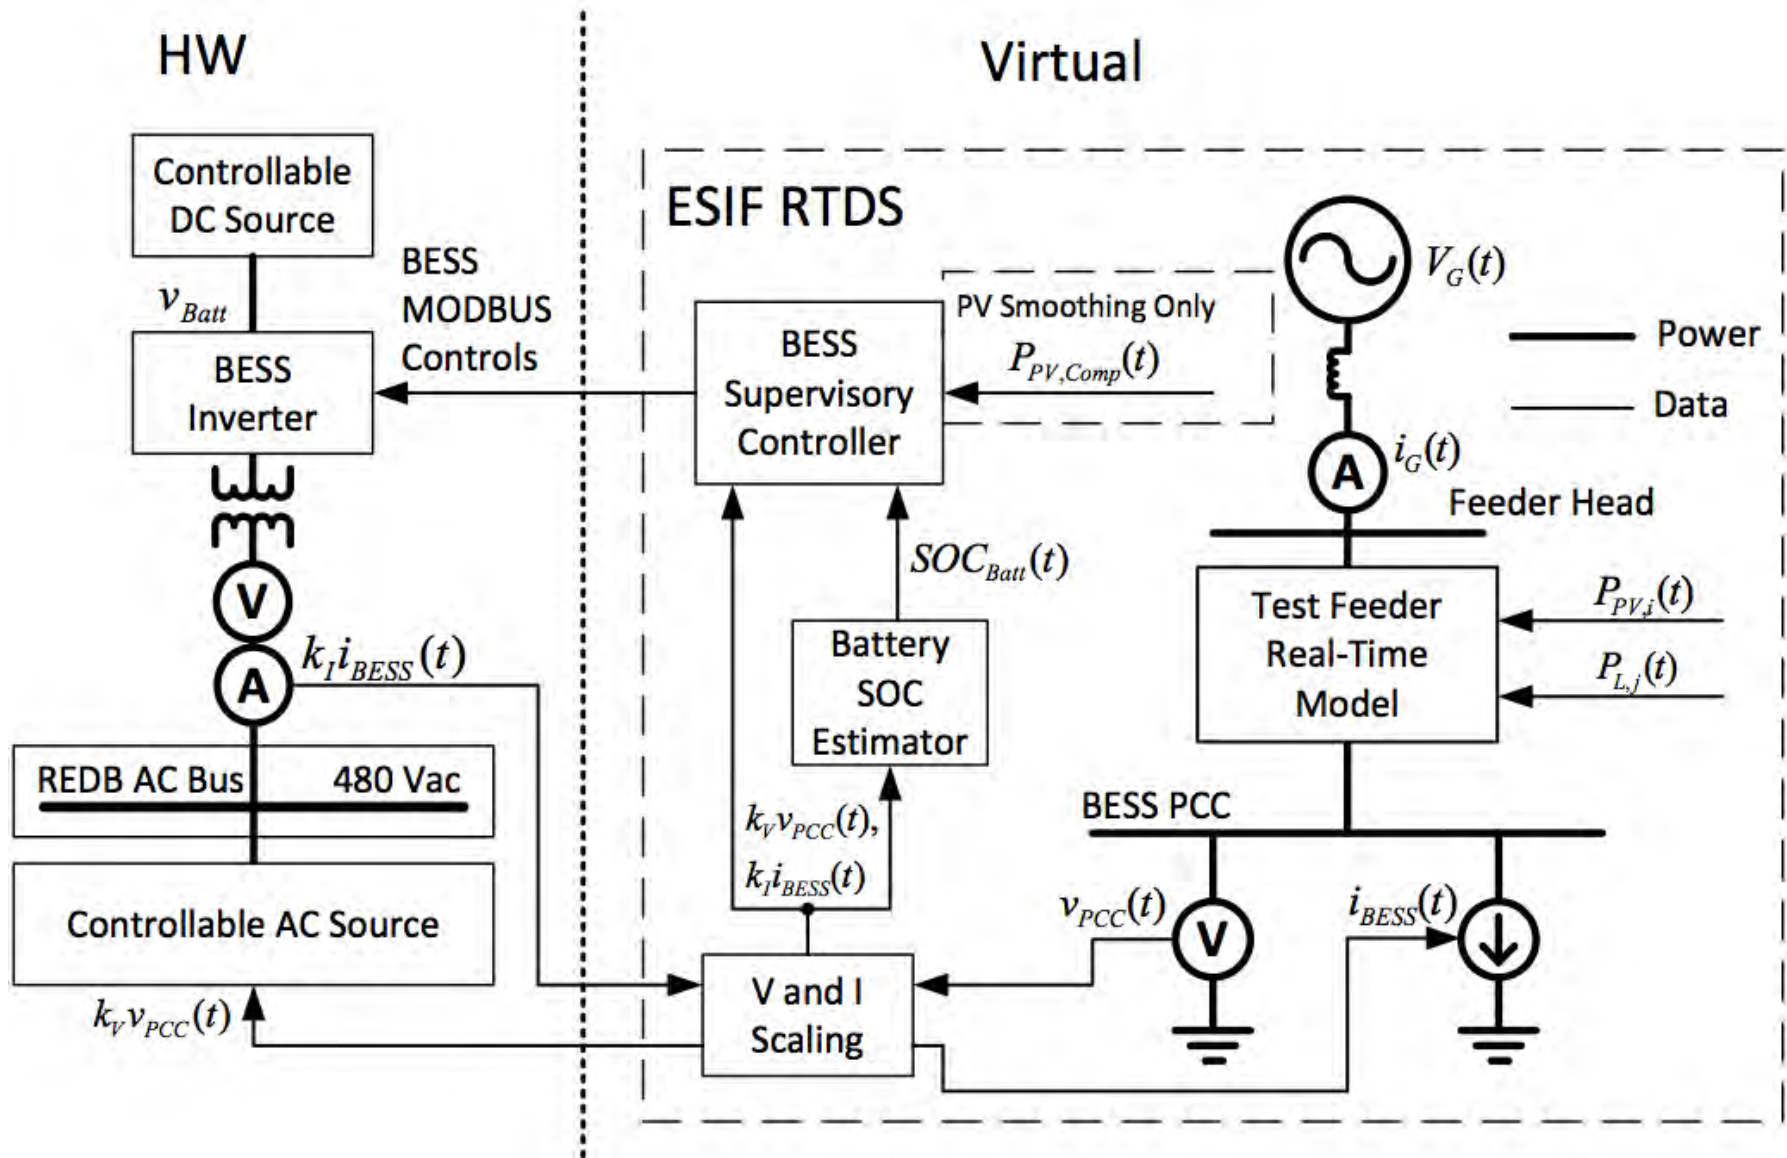 HW
Virtual
Controllable
DC Source
v_Batt
BESS
Inverter
BESS
MODBUS
Controls
V
A
k_I i_BESS(t)
REDB AC Bus 480 Vac
Controllable AC Source
k_V v_PCC(t)
ESIF RTDS
BESS
Supervisory
Controller
PV Smoothing Only
P_PV,Comp(t)
SOC_Batt(t)
Battery
SOC
Estimator
k_V v_PCC(t),
k_I i_BESS(t)
V and I
Scaling
V_G(t)
Power
Data
i_G(t)
A
Feeder Head
Test Feeder
Real-Time
Model
P_PV,i(t)
P_L,j(t)
BESS PCC
v_PCC(t)
V
i_BESS(t)